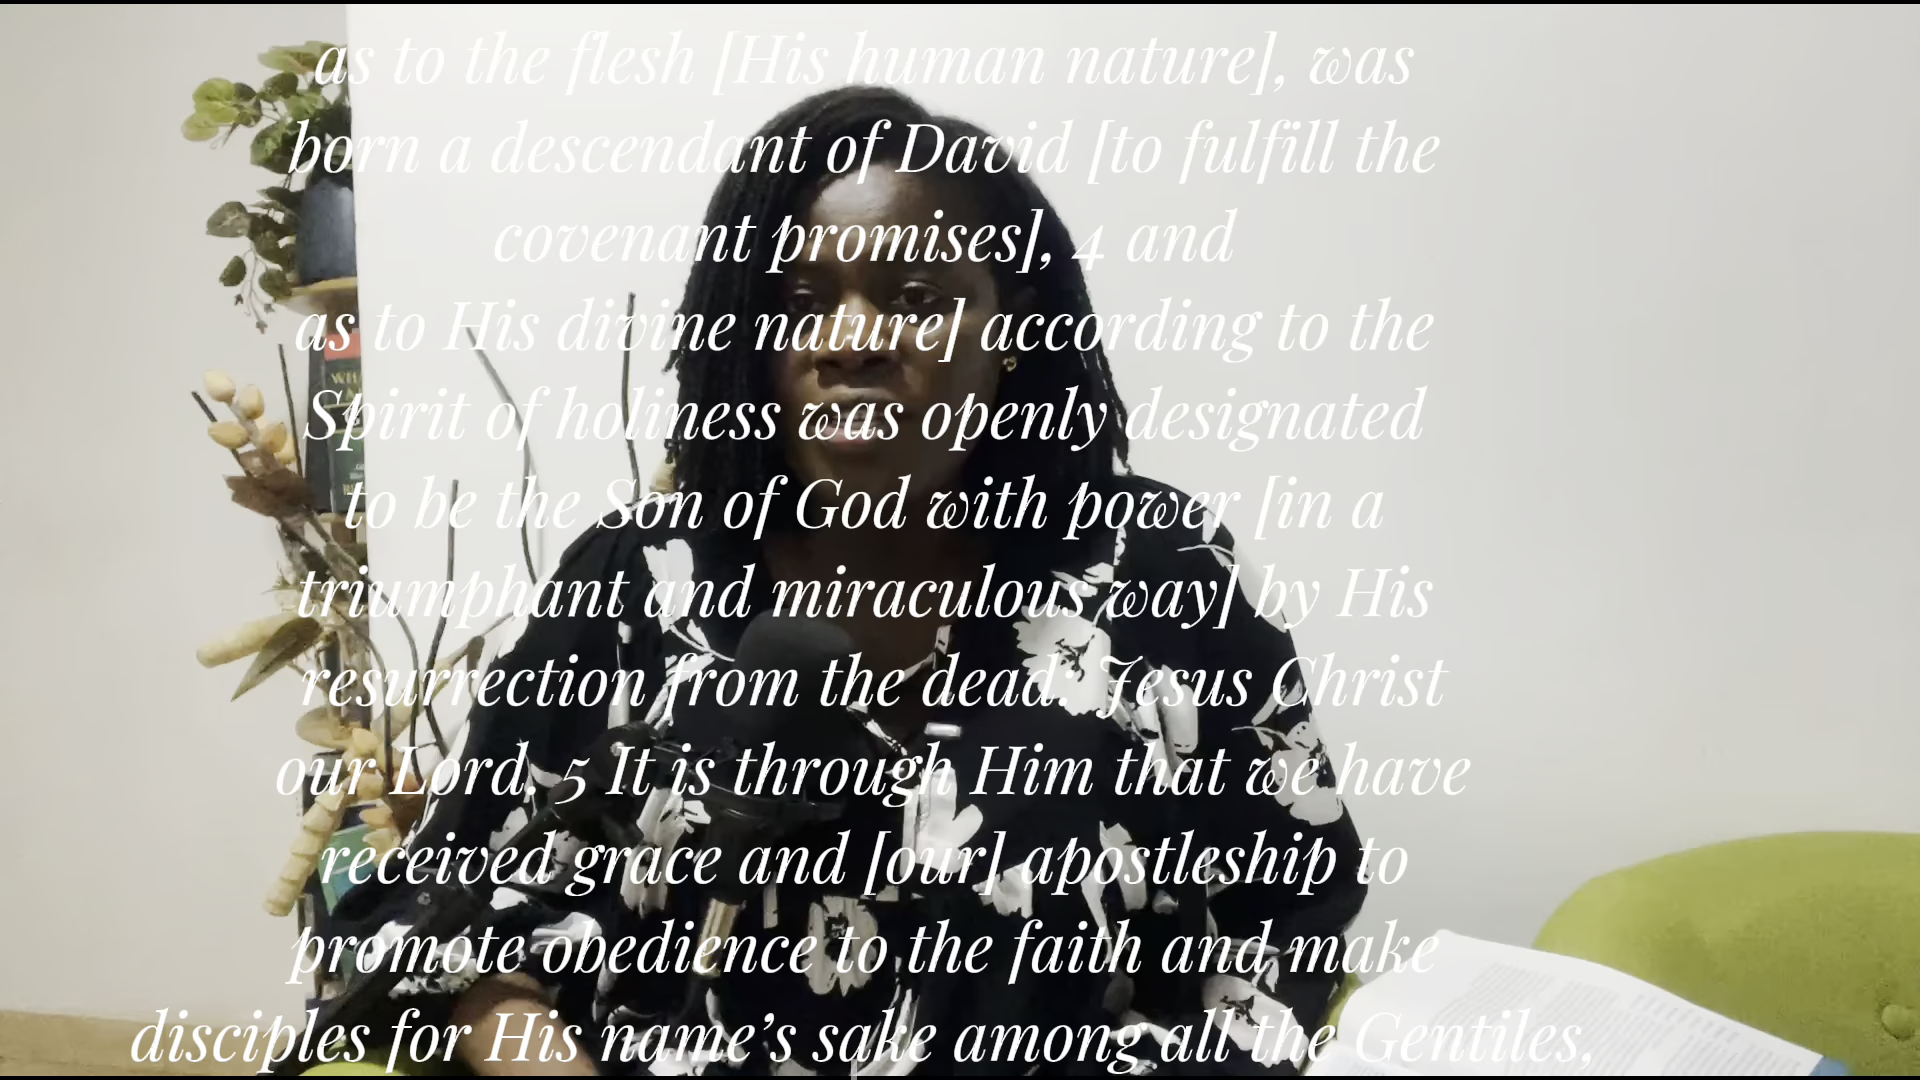 as to the flesh [His human nature], was
born a descendant of David [to fulfill the
covenant promises], 4 and
as to His divine nature] according to the
Spirit of holiness was openly designated
to be the Son of God with power [in a
triumphant and miraculous way] by His
resurrection from the dead: Jesus Christ
our Lord. 5 It is through Him that we have
received grace and [our] apostleship to
promote obedience to the faith and make
disciples for His name’s sake among all the Gentiles,